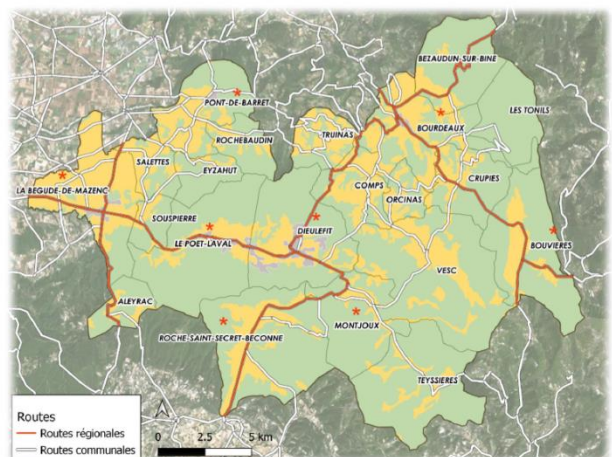 BEZAUDUN-SUR-BINE
LES TONILS
PONT-DE-BARRET
BOURDEAUX
TRUINAS
ROCHEBAUDIN
SALETTES
EYZAHUT
LA BEGUDE-DE-MAZENC
COMPS
CRUPIES
ORCINAS
SOUSPIERRE
DIEULEFIT
LE POET-LAVAL
BOUVIERES
VESC
ALEYRAC
MONTJOUX
ROCHE-SAINT-SECRET-BECONNE
TEYSSIERES
Routes
Routes régionales
Routes communales
0 2.5 5 km